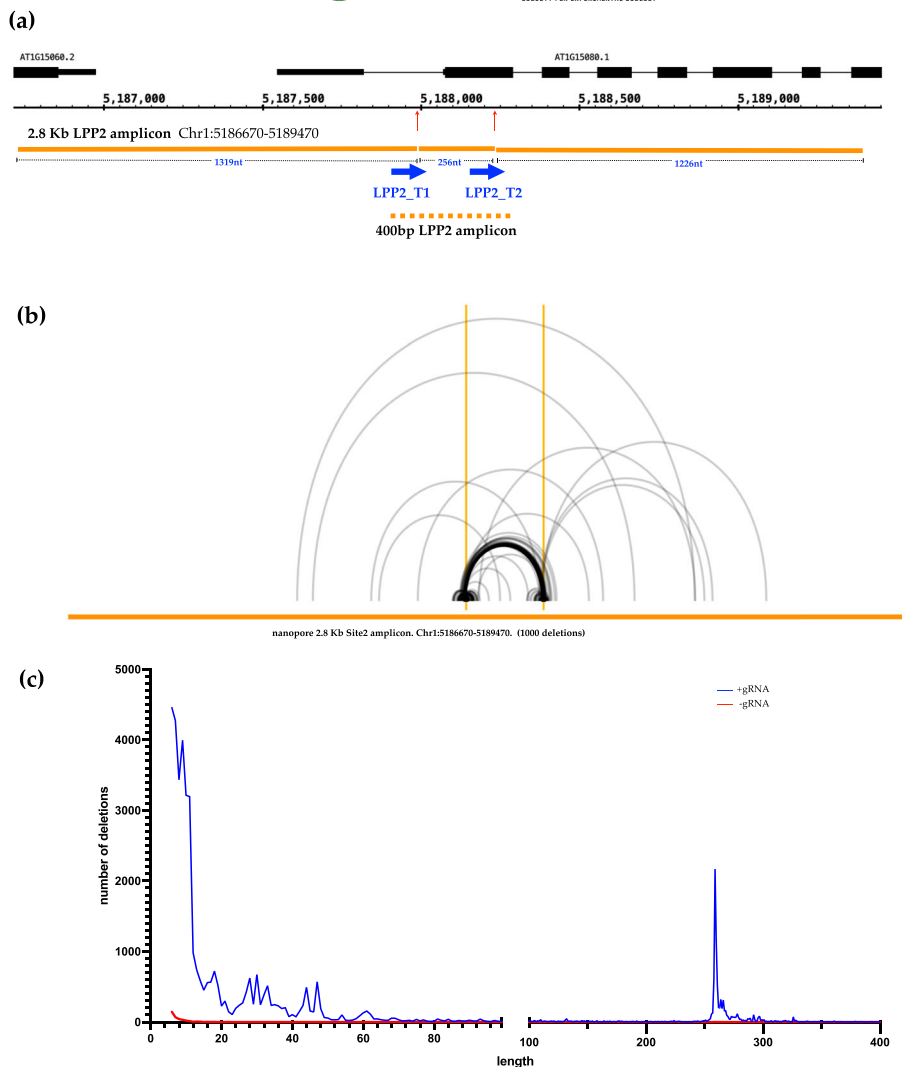 (a)
AT1G15060.2 AT1G15080.1
5,187,000 5,187,500 5,188,000 5,188,500 5,189,000
2.8 Kb LPP2 amplicon Chr1:5186670-5189470
1319nt 256nt 1226nt
LPP2_T1 LPP2_T2
400bp LPP2 amplicon
(b)
nanopore 2.8 Kb Site2 amplicon. Chr1:5186670-5189470. (1000 deletions)
(c)
+gRNA
-gRNA
number of deletions
5000
4000
3000
2000
1000
0
0 20 40 60 80 100 200 300 400
length